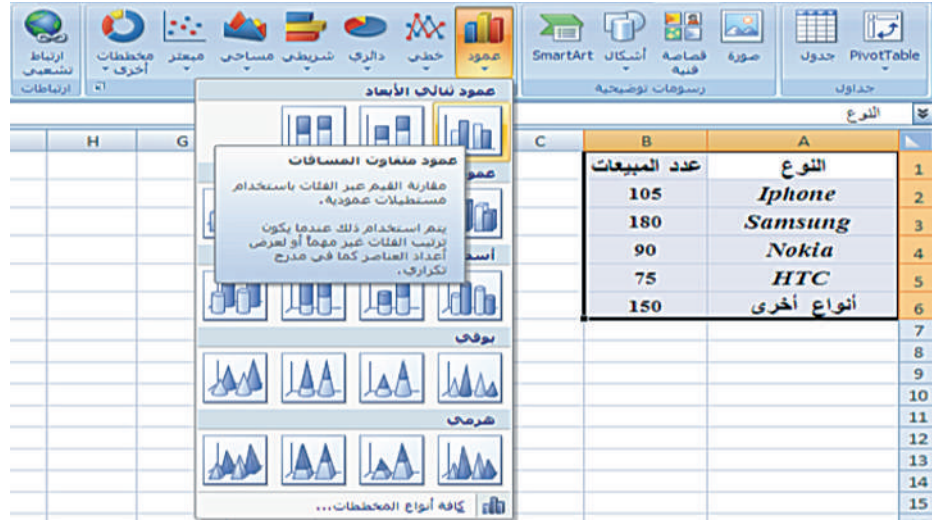 PivotTable
جدول
صورة
قصاصة فنية
أشكال
SmartArt
عمود
خطي
دائري
شريطي
مساحي
مبعثر
مخططات أخرى
ارتباط تشعبي
جداول
رسومات توضيحية
ارتباطات
النوع
A B C G H
1 النوع عدد المبيعات
2 Iphone 105
3 Samsung 180
4 Nokia 90
5 HTC 75
6 أنواع أخرى 150
7
8
9
10
11
12
13
14
15
عمود ثنائي الأبعاد
عمود متفاوت المسافات
مقارنة القيم عبر الفئات باستخدام
مستطيلات عمودية.
يتم استخدام ذلك عندما يكون
ترتيب الفئات غير مهماً أو لعرض
أعداد العناصر كما في مدرج
تكراري.
بوقي
هرمي
كافة أنواع المخططات...